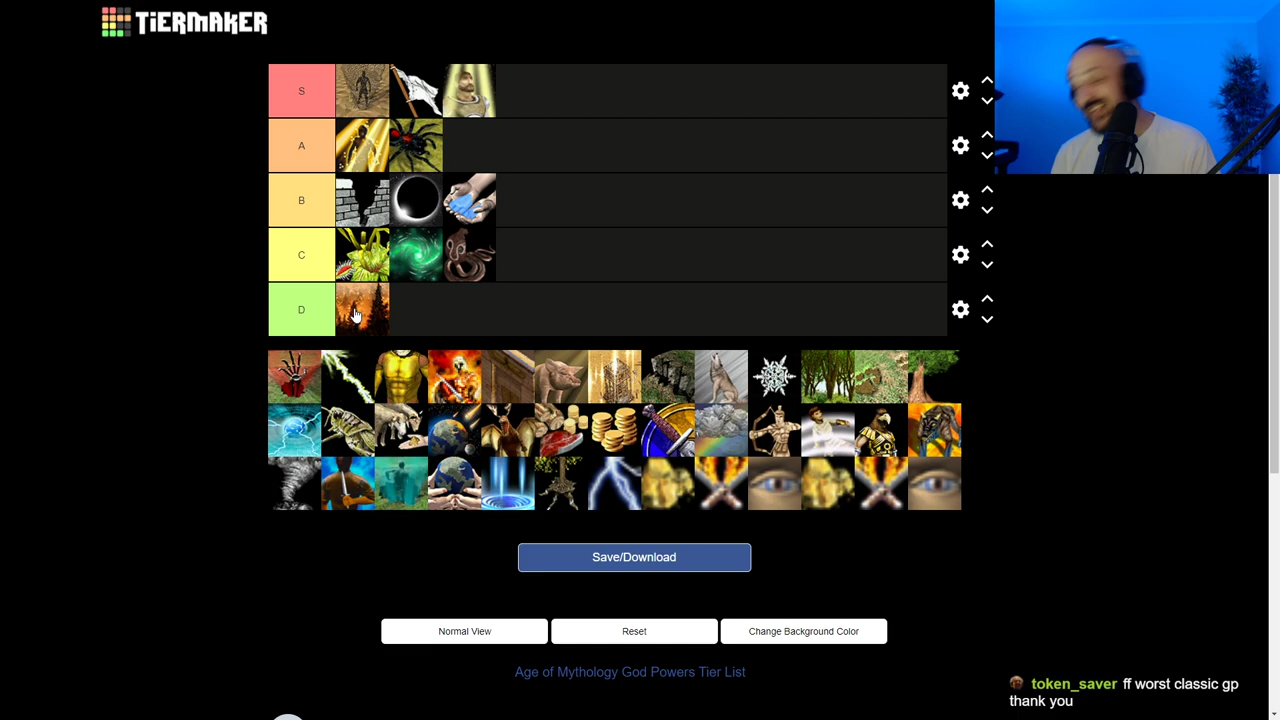 TiERMAKER
S
A
B
C
D
Save/Download
Normal View
Reset
Change Background Color
Age of Mythology God Powers Tier List
token_saver ff worst classic gp
thank you